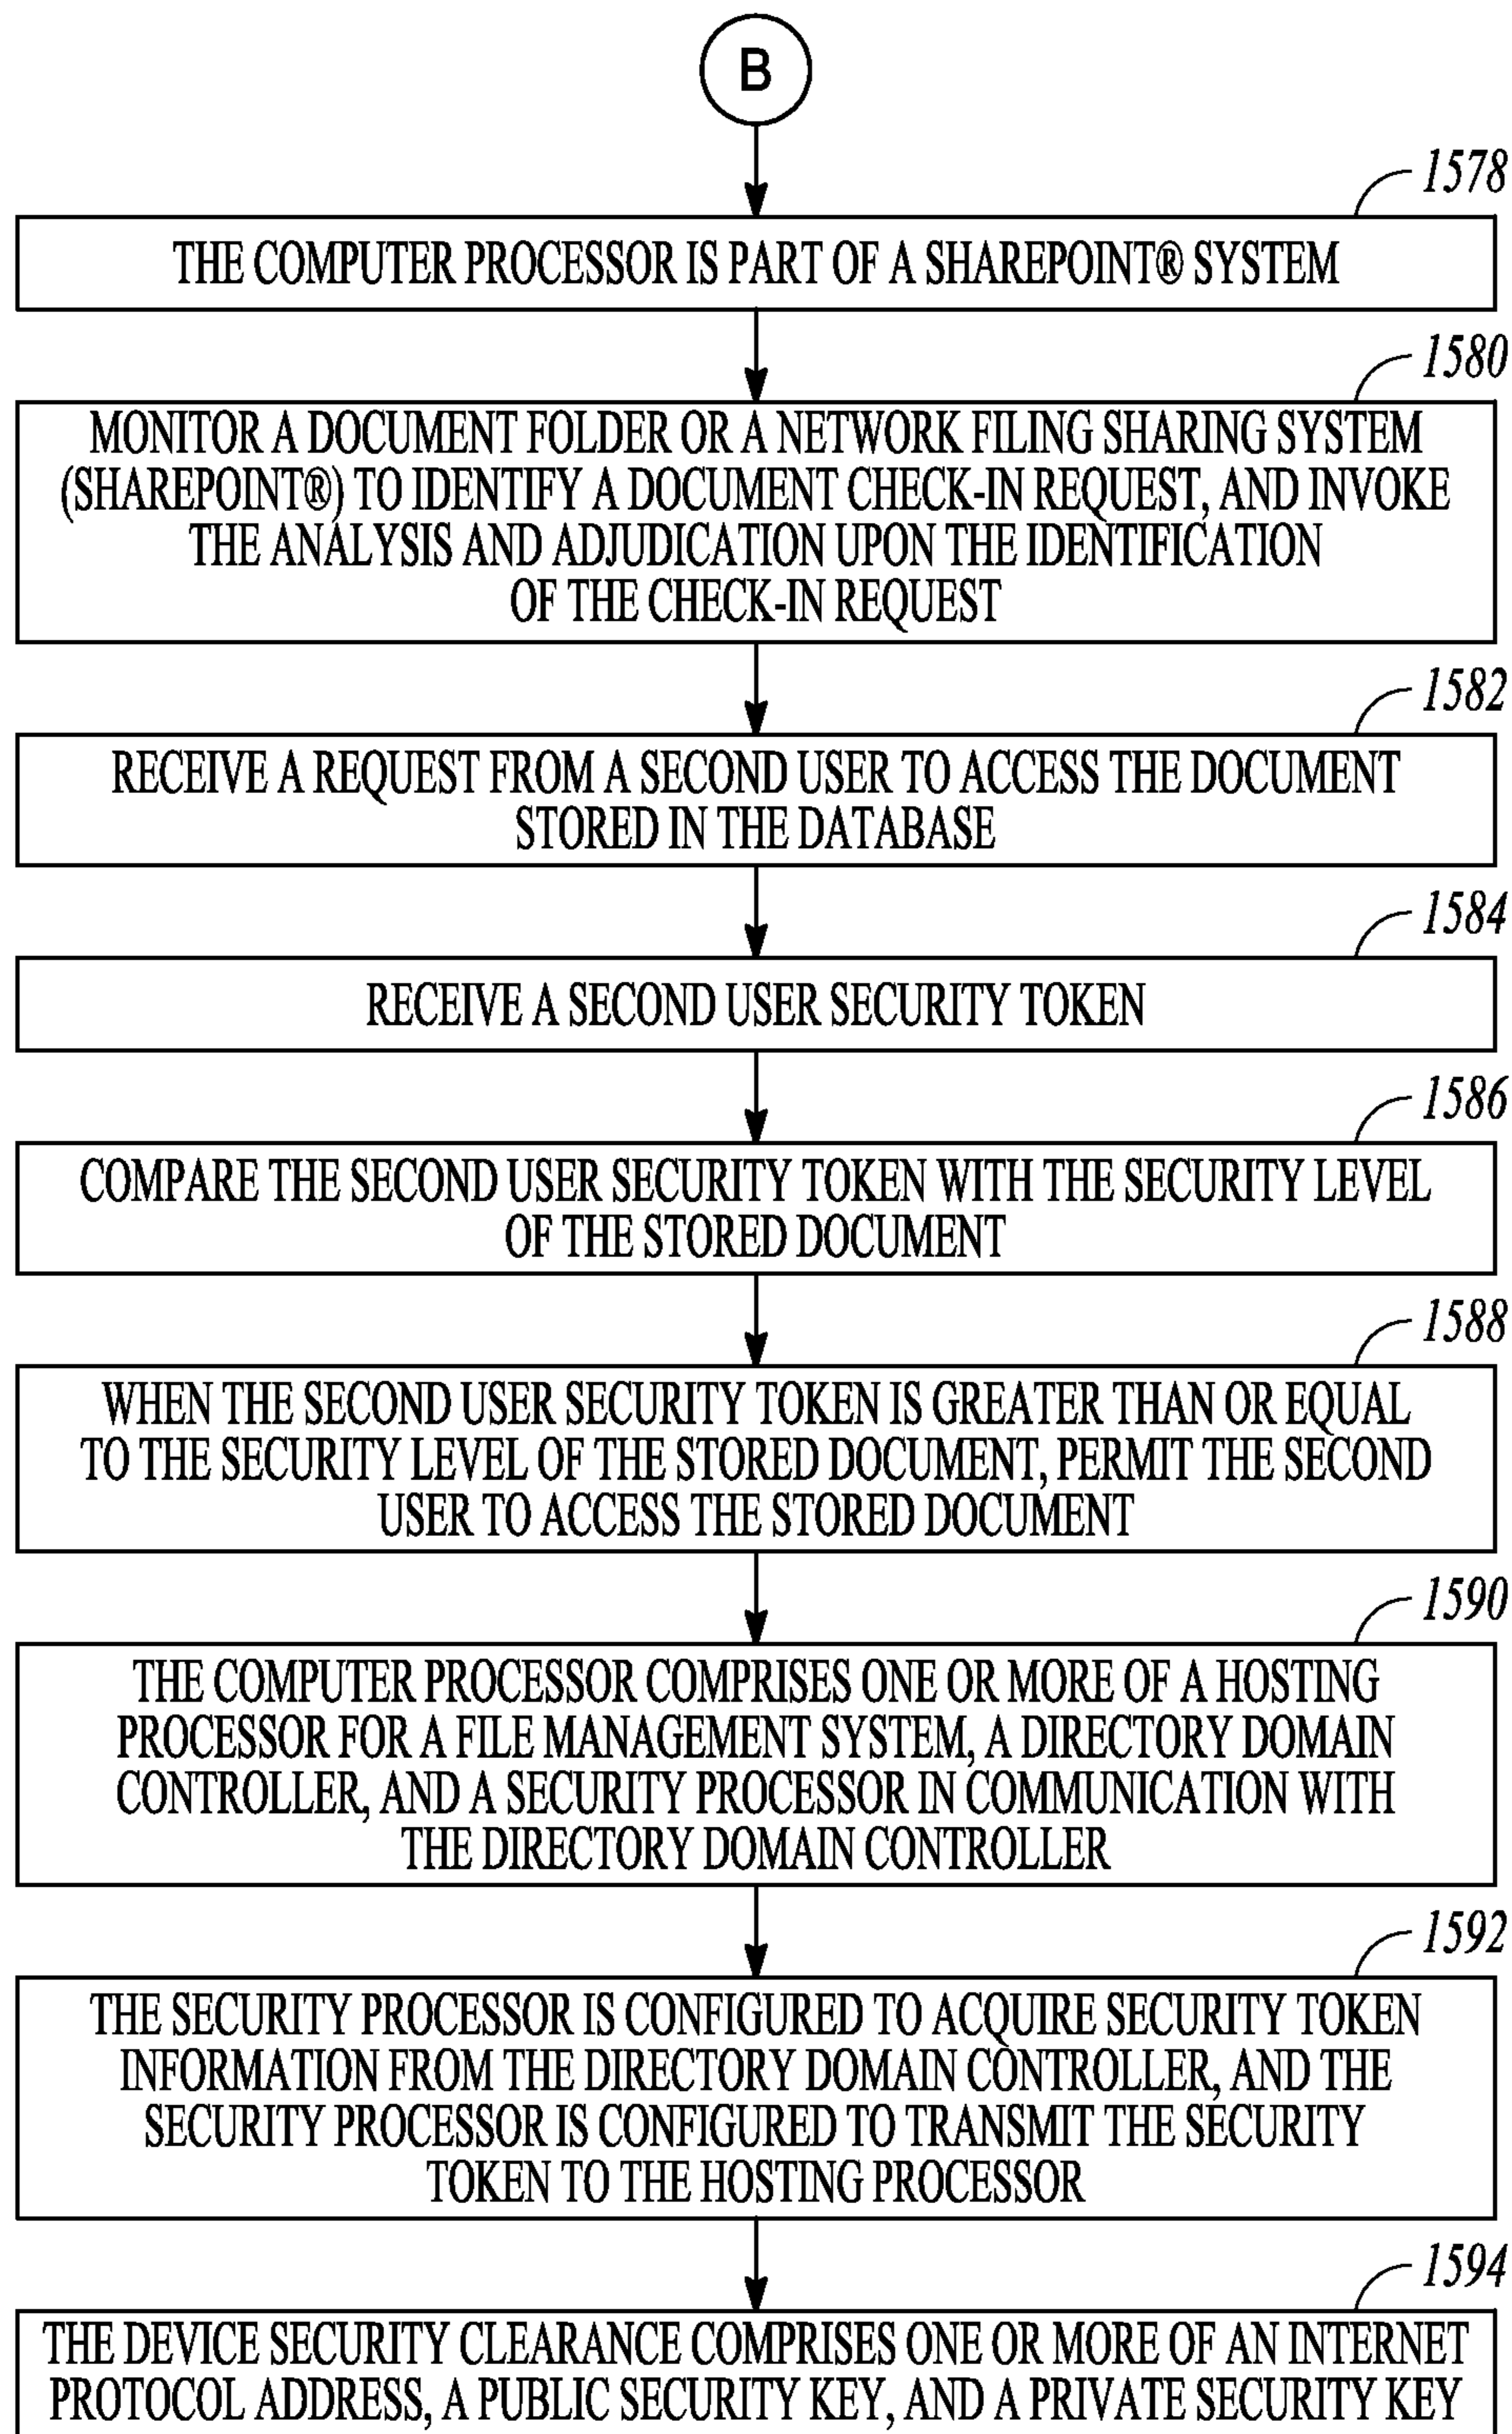 B
1578
THE COMPUTER PROCESSOR IS PART OF A SHAREPOINT® SYSTEM
1580
MONITOR A DOCUMENT FOLDER OR A NETWORK FILING SHARING SYSTEM
(SHAREPOINT®) TO IDENTIFY A DOCUMENT CHECK-IN REQUEST, AND INVOKE
THE ANALYSIS AND ADJUDICATION UPON THE IDENTIFICATION
OF THE CHECK-IN REQUEST
1582
RECEIVE A REQUEST FROM A SECOND USER TO ACCESS THE DOCUMENT
STORED IN THE DATABASE
1584
RECEIVE A SECOND USER SECURITY TOKEN
1586
COMPARE THE SECOND USER SECURITY TOKEN WITH THE SECURITY LEVEL
OF THE STORED DOCUMENT
1588
WHEN THE SECOND USER SECURITY TOKEN IS GREATER THAN OR EQUAL
TO THE SECURITY LEVEL OF THE STORED DOCUMENT, PERMIT THE SECOND
USER TO ACCESS THE STORED DOCUMENT
1590
THE COMPUTER PROCESSOR COMPRISES ONE OR MORE OF A HOSTING
PROCESSOR FOR A FILE MANAGEMENT SYSTEM, A DIRECTORY DOMAIN
CONTROLLER, AND A SECURITY PROCESSOR IN COMMUNICATION WITH
THE DIRECTORY DOMAIN CONTROLLER
1592
THE SECURITY PROCESSOR IS CONFIGURED TO ACQUIRE SECURITY TOKEN
INFORMATION FROM THE DIRECTORY DOMAIN CONTROLLER, AND THE
SECURITY PROCESSOR IS CONFIGURED TO TRANSMIT THE SECURITY
TOKEN TO THE HOSTING PROCESSOR
1594
THE DEVICE SECURITY CLEARANCE COMPRISES ONE OR MORE OF AN INTERNET
PROTOCOL ADDRESS, A PUBLIC SECURITY KEY, AND A PRIVATE SECURITY KEY